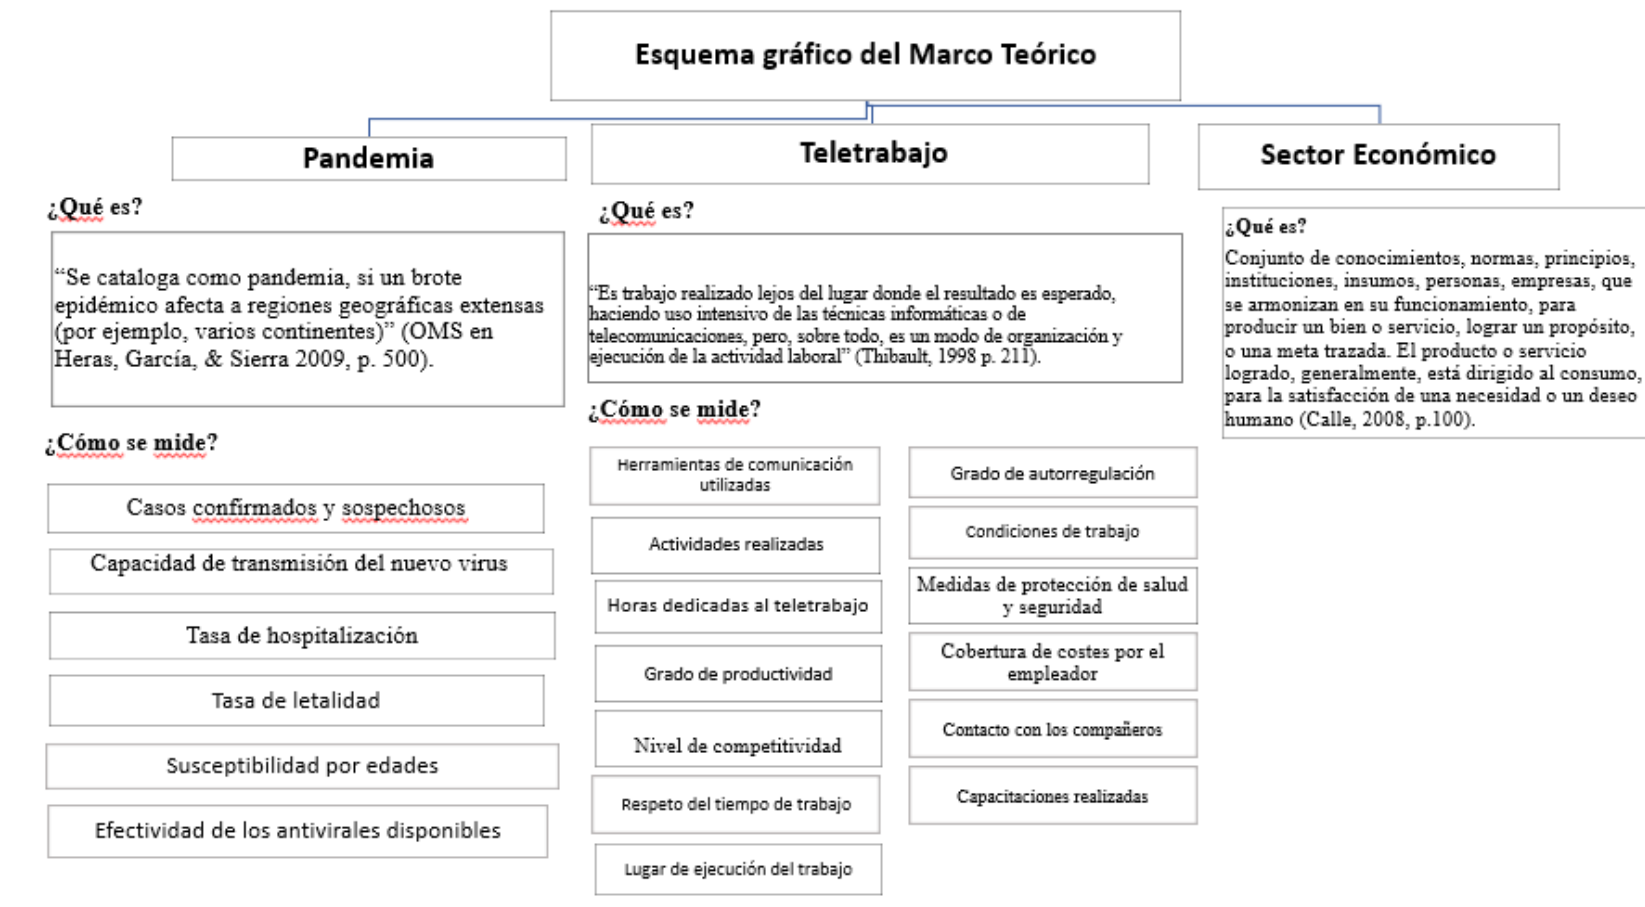 Esquema gráfico del Marco Teórico
Pandemia
¿Qué es?
“Se cataloga como pandemia, si un brote
epidémico afecta a regiones geográficas extensas
(por ejemplo, varios continentes)” (OMS en
Heras, García, & Sierra 2009, p. 500).
¿Cómo se mide?
Casos confirmados y sospechosos
Capacidad de transmisión del nuevo virus
Tasa de hospitalización
Tasa de letalidad
Susceptibilidad por edades
Efectividad de los antivirales disponibles
Teletrabajo
¿Qué es?
“Es trabajo realizado lejos del lugar donde el resultado es esperado,
haciendo uso intensivo de las técnicas informáticas o de
telecomunicaciones, pero, sobre todo, es un modo de organización y
ejecución de la actividad laboral” (Thibault, 1998 p. 211).
¿Cómo se mide?
Herramientas de comunicación
utilizadas
Actividades realizadas
Horas dedicadas al teletrabajo
Grado de productividad
Nivel de competitividad
Respeto del tiempo de trabajo
Lugar de ejecución del trabajo
Grado de autorregulación
Condiciones de trabajo
Medidas de protección de salud
y seguridad
Cobertura de costes por el
empleador
Contacto con los compañeros
Capacitaciones realizadas
Sector Económico
¿Qué es?
Conjunto de conocimientos, normas, principios,
instituciones, insumos, personas, empresas, que
se armonizan en su funcionamiento, para
producir un bien o servicio, lograr un propósito,
o una meta trazada. El producto o servicio
logrado, generalmente, está dirigido al consumo,
para la satisfacción de una necesidad o un deseo
humano (Calle, 2008, p.100).